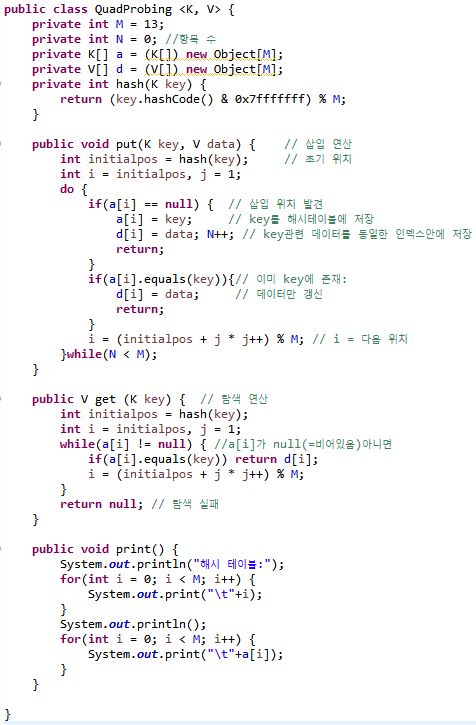 public class QuadProbing <K, V> {
    private int M = 13;
    private int N = 0; //항목 수
    private K[] a = (K[]) new Object[M];
    private V[] d = (V[]) new Object[M];
    private int hash(K key) {
        return (key.hashCode() & 0x7fffffff) % M;
    }

    public void put(K key, V data) {    // 삽입 연산
        int initialpos = hash(key);     // 초기 위치
        int i = initialpos, j = 1;
        do {
            if(a[i] == null) {  // 삽입 위치 발견
                a[i] = key;     // key를 해시테이블에 저장
                d[i] = data; N++; // key관련 데이터를 동일한 인덱스안에 저장
                return;
            }
            if(a[i].equals(key)){// 이미 key에 존재:
                d[i] = data;     // 데이터만 갱신
                return;
            }
            i = (initialpos + j * j++) % M; // i = 다음 위치
        }while(N < M);
    }

    public V get (K key) {  // 탐색 연산
        int initialpos = hash(key);
        int i = initialpos, j = 1;
        while(a[i] != null) { //a[i]가 null(=비어있음)아니면
            if(a[i].equals(key)) return d[i];
            i = (initialpos + j * j++) % M;
        }
        return null; // 탐색 실패
    }

    public void print() {
        System.out.println("해시 테이블:");
        for(int i = 0; i < M; i++) {
            System.out.print("\t"+i);
        }
        System.out.println();
        for(int i = 0; i < M; i++) {
            System.out.print("\t"+a[i]);
        }
    }

}